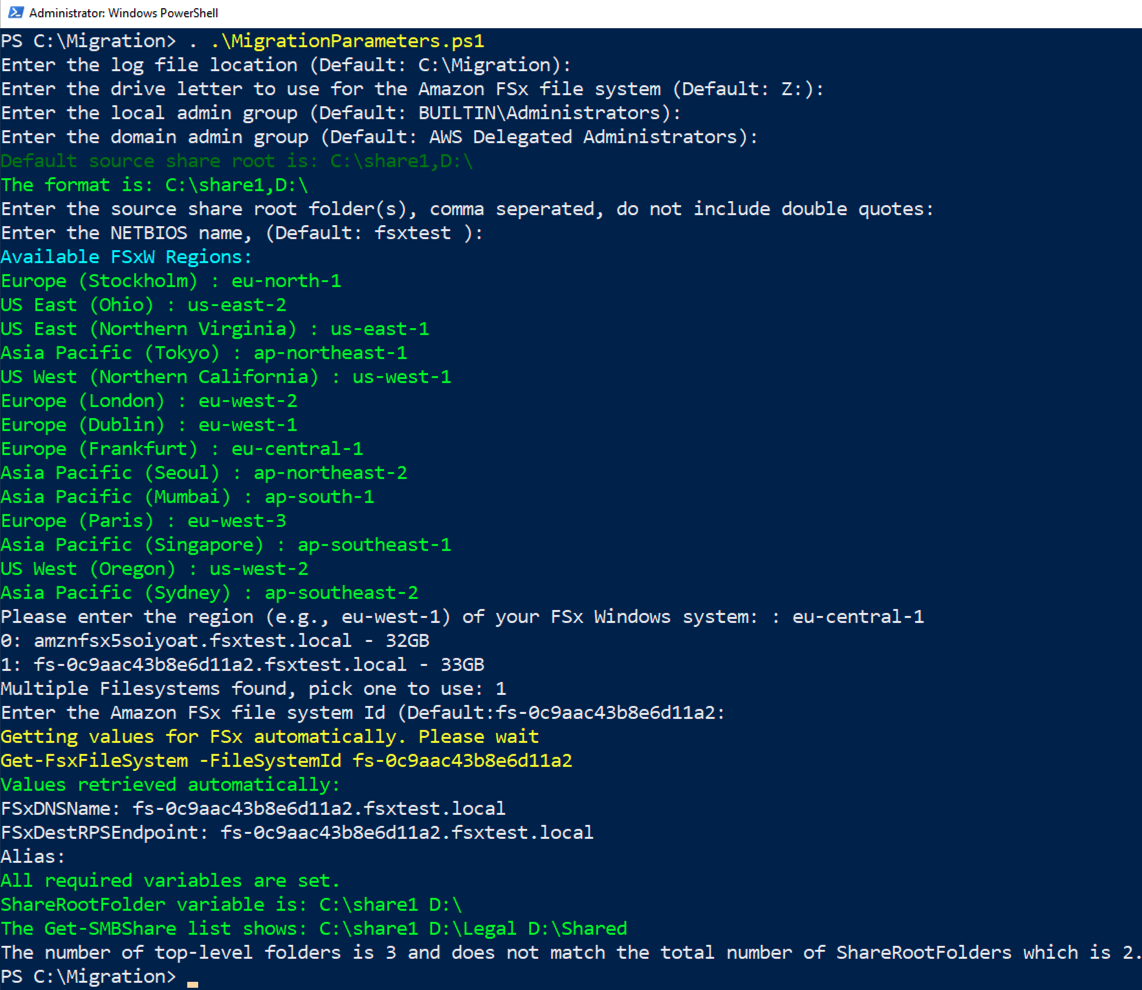 Administrator: Windows PowerShell
PS C:\Migration> . .\MigrationParameters.ps1
Enter the log file location (Default: C:\Migration):
Enter the drive letter to use for the Amazon FSx file system (Default: Z:):
Enter the local admin group (Default: BUILTIN\Administrators):
Enter the domain admin group (Default: AWS Delegated Administrators):
Default source share root is: C:\share1,D:\
The format is: C:\share1,D:\
Enter the source share root folder(s), comma seperated, do not include double quotes:
Enter the NETBIOS name, (Default: fsxtest ):
Available FSxW Regions:
Europe (Stockholm) : eu-north-1
US East (Ohio) : us-east-2
US East (Northern Virginia) : us-east-1
Asia Pacific (Tokyo) : ap-northeast-1
US West (Northern California) : us-west-1
Europe (London) : eu-west-2
Europe (Dublin) : eu-west-1
Europe (Frankfurt) : eu-central-1
Asia Pacific (Seoul) : ap-northeast-2
Asia Pacific (Mumbai) : ap-south-1
Europe (Paris) : eu-west-3
Asia Pacific (Singapore) : ap-southeast-1
US West (Oregon) : us-west-2
Asia Pacific (Sydney) : ap-southeast-2
Please enter the region (e.g., eu-west-1) of your FSx Windows system: : eu-central-1
0: amznfsx5soiyoat.fsxtest.local - 32GB
1: fs-0c9aac43b8e6d11a2.fsxtest.local - 33GB
Multiple Filesystems found, pick one to use: 1
Enter the Amazon FSx file system Id (Default:fs-0c9aac43b8e6d11a2:
Getting values for FSx automatically. Please wait
Get-FsxFileSystem -FileSystemId fs-0c9aac43b8e6d11a2
Values retrieved automatically:
FSxDNSName: fs-0c9aac43b8e6d11a2.fsxtest.local
FSxDestRPSEndpoint: fs-0c9aac43b8e6d11a2.fsxtest.local
Alias:
All required variables are set.
ShareRootFolder variable is: C:\share1 D:\
The Get-SMBShare list shows: C:\share1 D:\Legal D:\Shared
The number of top-level folders is 3 and does not match the total number of ShareRootFolders which is 2.
PS C:\Migration>